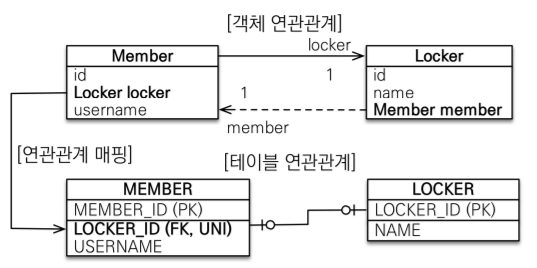 [객체 연관관계]
Member
id
Locker locker
username
locker
1
1
member
Locker
id
name
Member member
[연관관계 매핑]
[테이블 연관관계]
MEMBER
MEMBER_ID (PK)
LOCKER_ID (FK, UNI)
USERNAME
LOCKER
LOCKER_ID (PK)
NAME